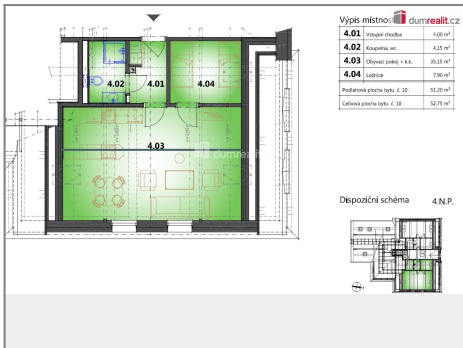 Výpis místnos dumrealit.cz
4.01 Vstupní chodba 4,00 m²
4.02 Koupelna, wc 4,15 m²
4.03 Obývací pokoj + k.k. 35,15 m²
4.04 Ložnice 7,90 m²
Podlahová plocha bytu č. 10 : 51,20 m²
Celková plocha bytu č. 10 : 52,75 m²
4.02 4.01 4.04
4.03
dumrealit
Dispoziční schéma 4.N.P.